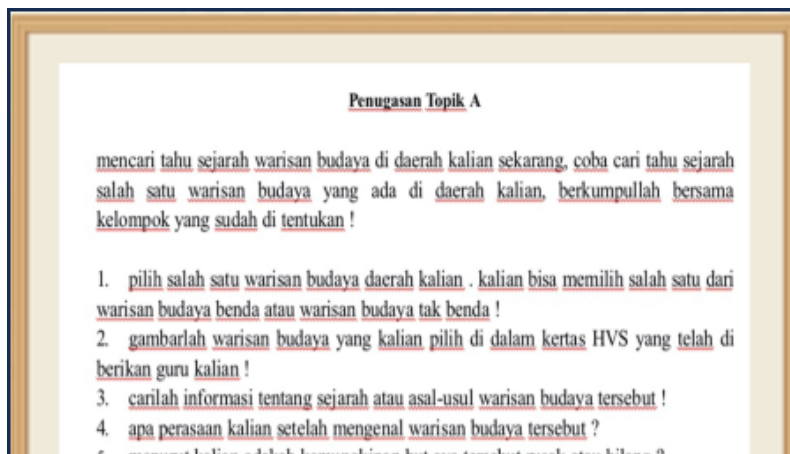 Penugasan Topik A
mencari tahu sejarah warisan budaya di daerah kalian sekarang, coba cari tahu sejarah
salah satu warisan budaya yang ada di daerah kalian, berkumpullah bersama
kelompok yang sudah di tentukan !
1. pilih salah satu warisan budaya daerah kalian . kalian bisa memilih salah satu dari
warisan budaya benda atau warisan budaya tak benda !
2. gambarlah warisan budaya yang kalian pilih di dalam kertas HVS yang telah di
berikan guru kalian !
3. carilah informasi tentang sejarah atau asal-usul warisan budaya tersebut !
4. apa perasaan kalian setelah mengenal warisan budaya tersebut ?